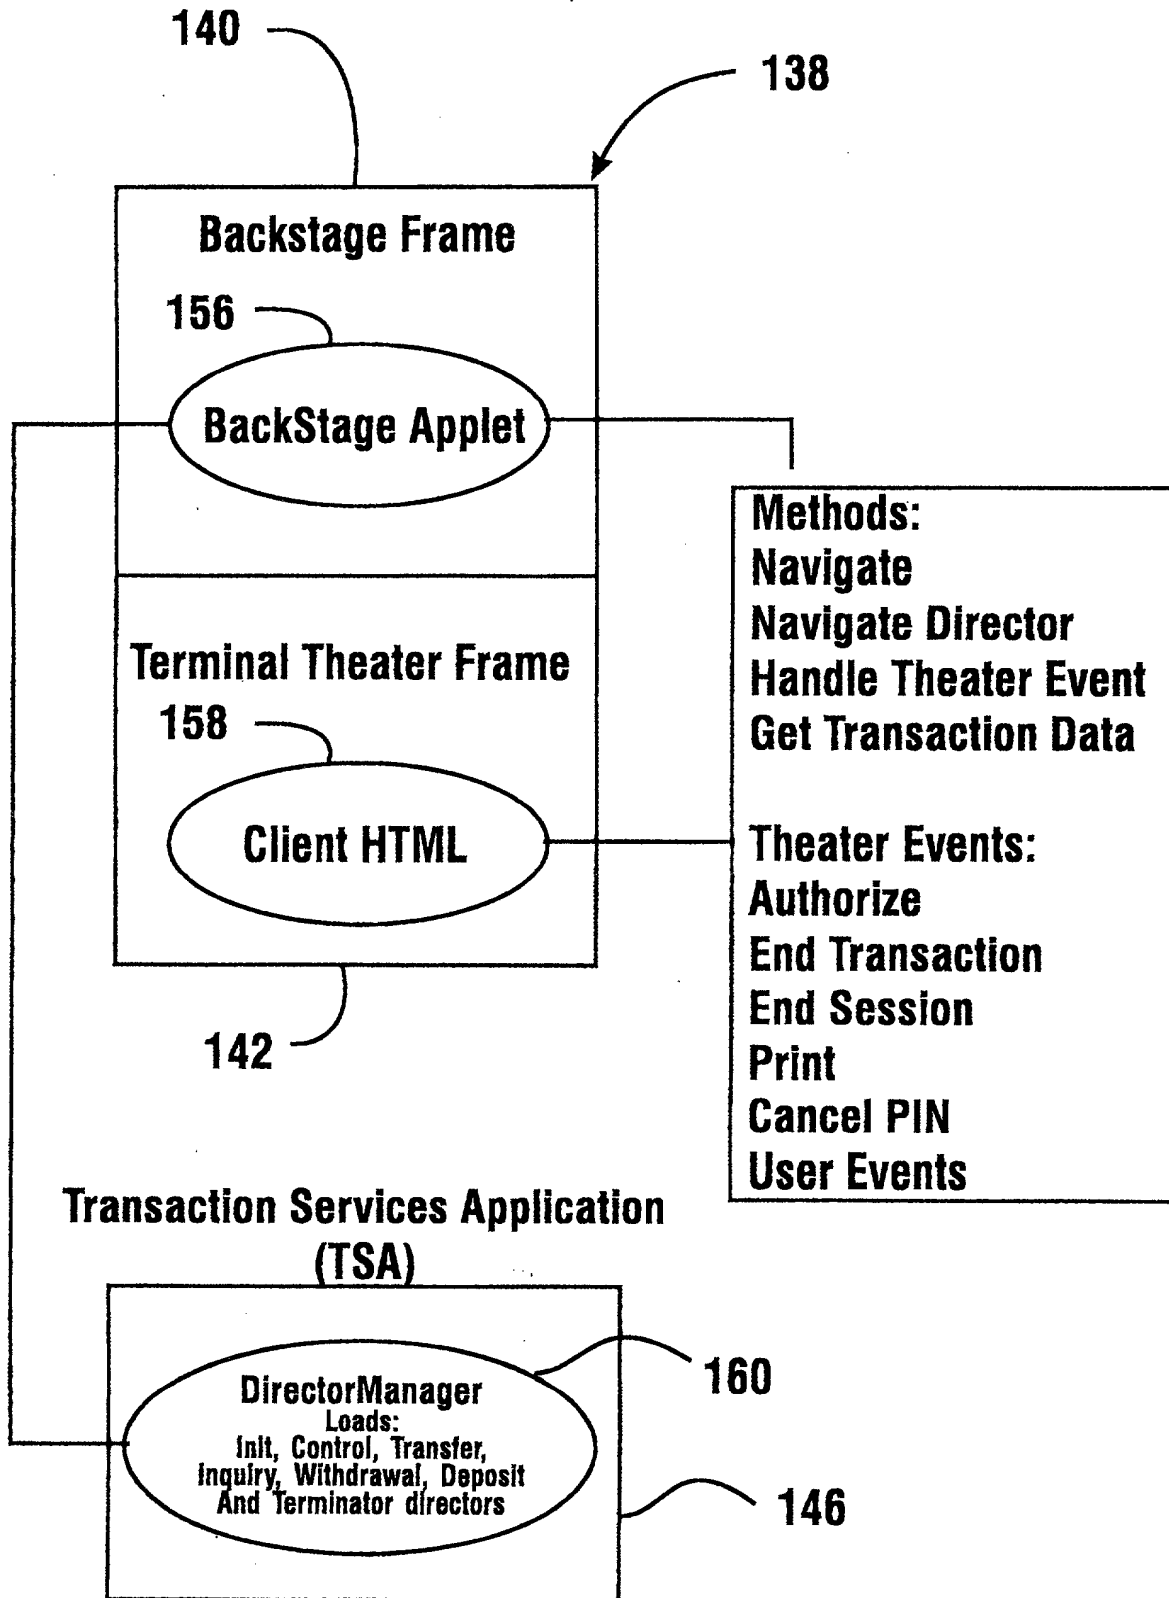 140
138
Backstage Frame
156
BackStage Applet
Methods:
Navigate
Navigate Director
Handle Theater Event
Get Transaction Data
Theater Events:
Authorize
End Transaction
End Session
Print
Cancel PIN
User Events
Terminal Theater Frame
158
Client HTML
142
Transaction Services Application
(TSA)
160
DirectorManager
Loads:
Init, Control, Transfer,
Inquiry, Withdrawal, Deposit
And Terminator directors
146